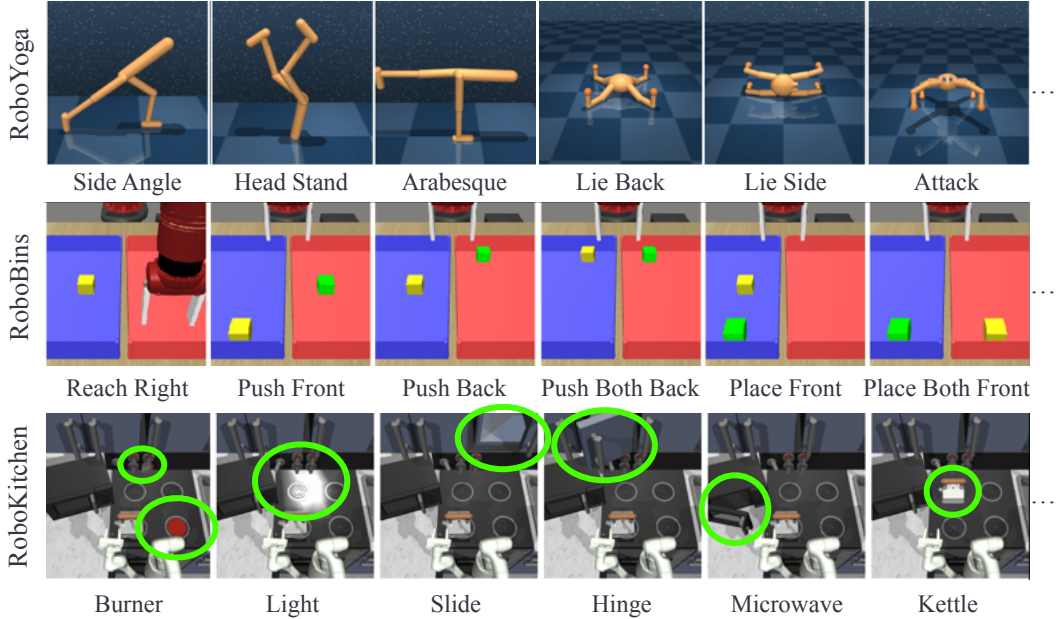 RoboYoga
Side Angle Head Stand Arabesque Lie Back Lie Side Attack
...
RoboBins
Reach Right Push Front Push Back Push Both Back Place Front Place Both Front
...
RoboKitchen
Burner Light Slide Hinge Microwave Kettle
...